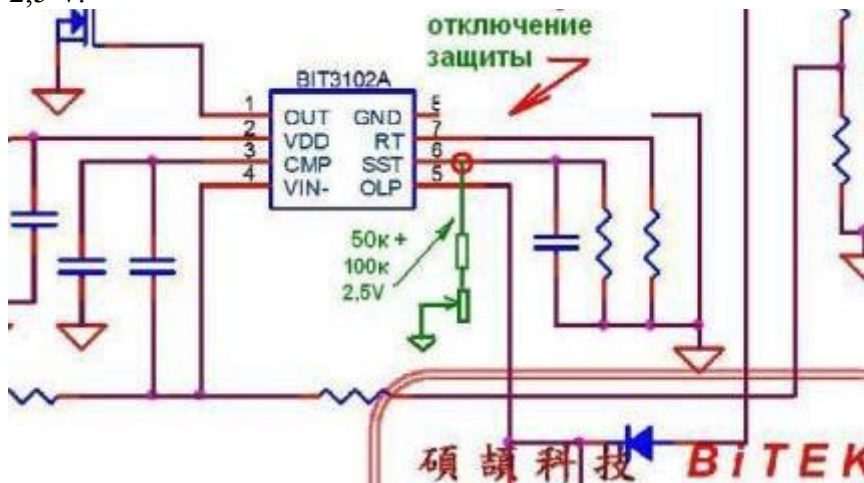 2,5 V.
отключение
защиты
BIT3102A
1 OUT GND 8
2 VDD RT 7
3 CMP SST 6
4 VIN- OLP 5
50к +
100к
2,5V
碩頡科技 BiTEK